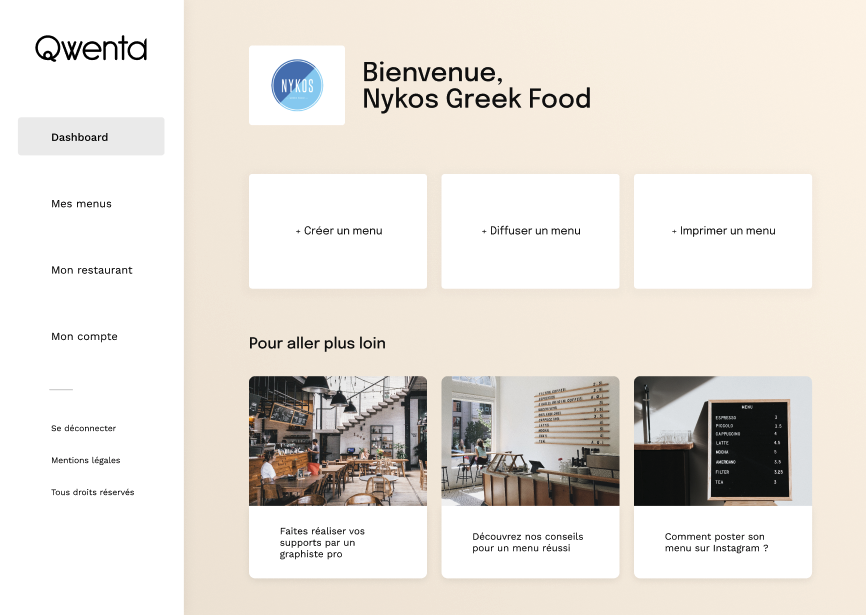 Qwenta
Dashboard
Mes menus
Mon restaurant
Mon compte
Se déconnecter
Mentions légales
Tous droits réservés
NYKOS
Bienvenue,
Nykos Greek Food
+ Créer un menu
+ Diffuser un menu
+ Imprimer un menu
Pour aller plus loin
Faites réaliser vos
supports par un
graphiste pro
Découvrez nos conseils
pour un menu réussi
MENU
ESPRESSO 3
PICCOLO 3.5
CAPPUCCINO 4
LATTE 4.5
MOCHA 5
AMERICANO 3.5
FILTER 3.25
TEA 3
Comment poster son
menu sur Instagram ?